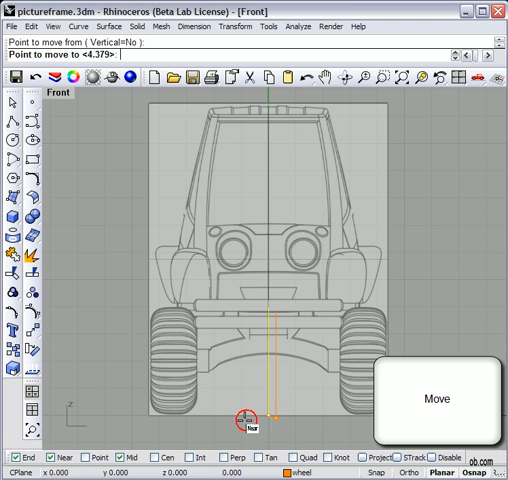 pictureframe.3dm - Rhinoceros (Beta Lab License) - [Front]
File Edit View Curve Surface Solid Mesh Dimension Transform Tools Analyze Render Help
Point to move from ( Vertical=No ):
Point to move to <4.379>:
Front
Near
z
x
Move
End Near Point Mid Cen Int Perp Tan Quad Knot Project STrack Disable
ob.com
CPlane x 0.000 y 0.000 z 0.000 0.000 wheel Snap Ortho Planar Osnap